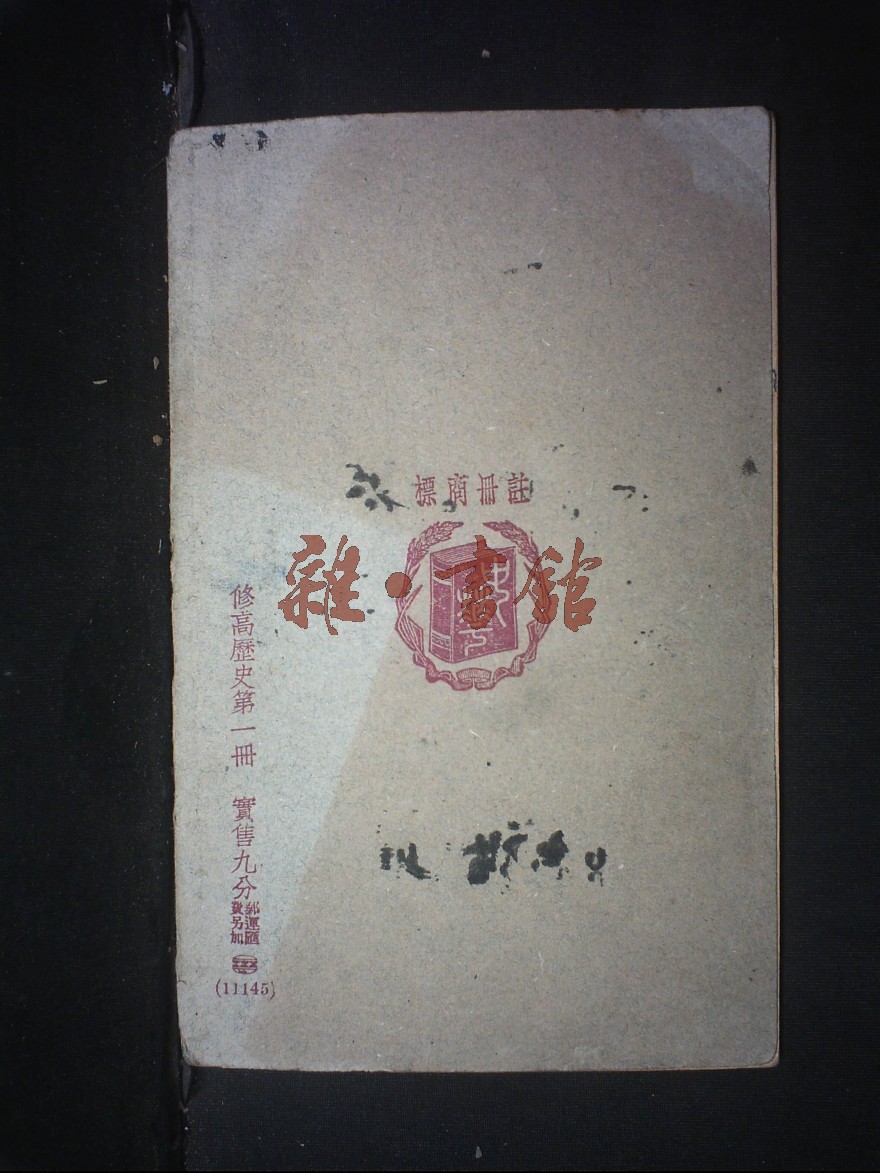 註冊商標
雜·書館
修高歷史第一冊 實售九分 郵運匯費另加
(11145)